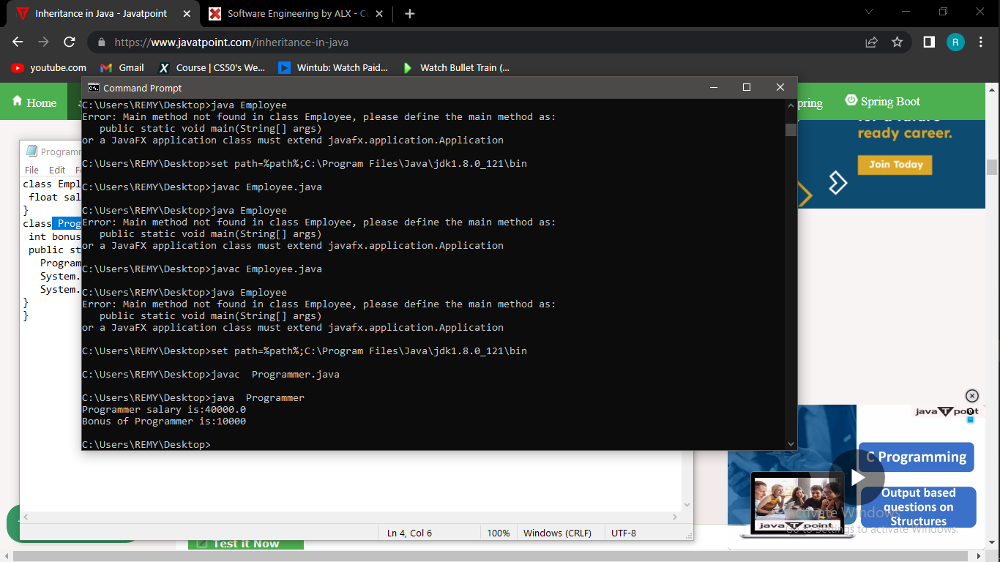 Inheritance in Java - Javatpoint
Software Engineering by ALX - Ce
https://www.javatpoint.com/inheritance-in-java
R
youtube.com
Gmail
Course | CS50's We...
Wintub: Watch Paid...
Watch Bullet Train (...
Home
pring
Spring Boot
ready career.
Join Today
Command Prompt
C:\Users\REMY\Desktop>java Employee
Error: Main method not found in class Employee, please define the main method as:
public static void main(String[] args)
or a JavaFX application class must extend javafx.application.Application
C:\Users\REMY\Desktop>set path=%path%;C:\Program Files\Java\jdk1.8.0_121\bin
C:\Users\REMY\Desktop>javac Employee.java
C:\Users\REMY\Desktop>java Employee
Error: Main method not found in class Employee, please define the main method as:
public static void main(String[] args)
or a JavaFX application class must extend javafx.application.Application
C:\Users\REMY\Desktop>javac Employee.java
C:\Users\REMY\Desktop>java Employee
Error: Main method not found in class Employee, please define the main method as:
public static void main(String[] args)
or a JavaFX application class must extend javafx.application.Application
C:\Users\REMY\Desktop>set path=%path%;C:\Program Files\Java\jdk1.8.0_121\bin
C:\Users\REMY\Desktop>javac  Programmer.java
C:\Users\REMY\Desktop>java  Programmer
Programmer salary is:40000.0
Bonus of Programmer is:10000
C:\Users\REMY\Desktop>
Programm
File Edit F
class Empl
float sal
}
class Prog
int bonus
public st
Program
System.
System.
}
}
Ln 4, Col 6
100%
Windows (CRLF)
UTF-8
Test it Now
java T point
C Programming
Output based
questions on
Structures
java T point
Activate Windows
Go to Settings to activate Windows.